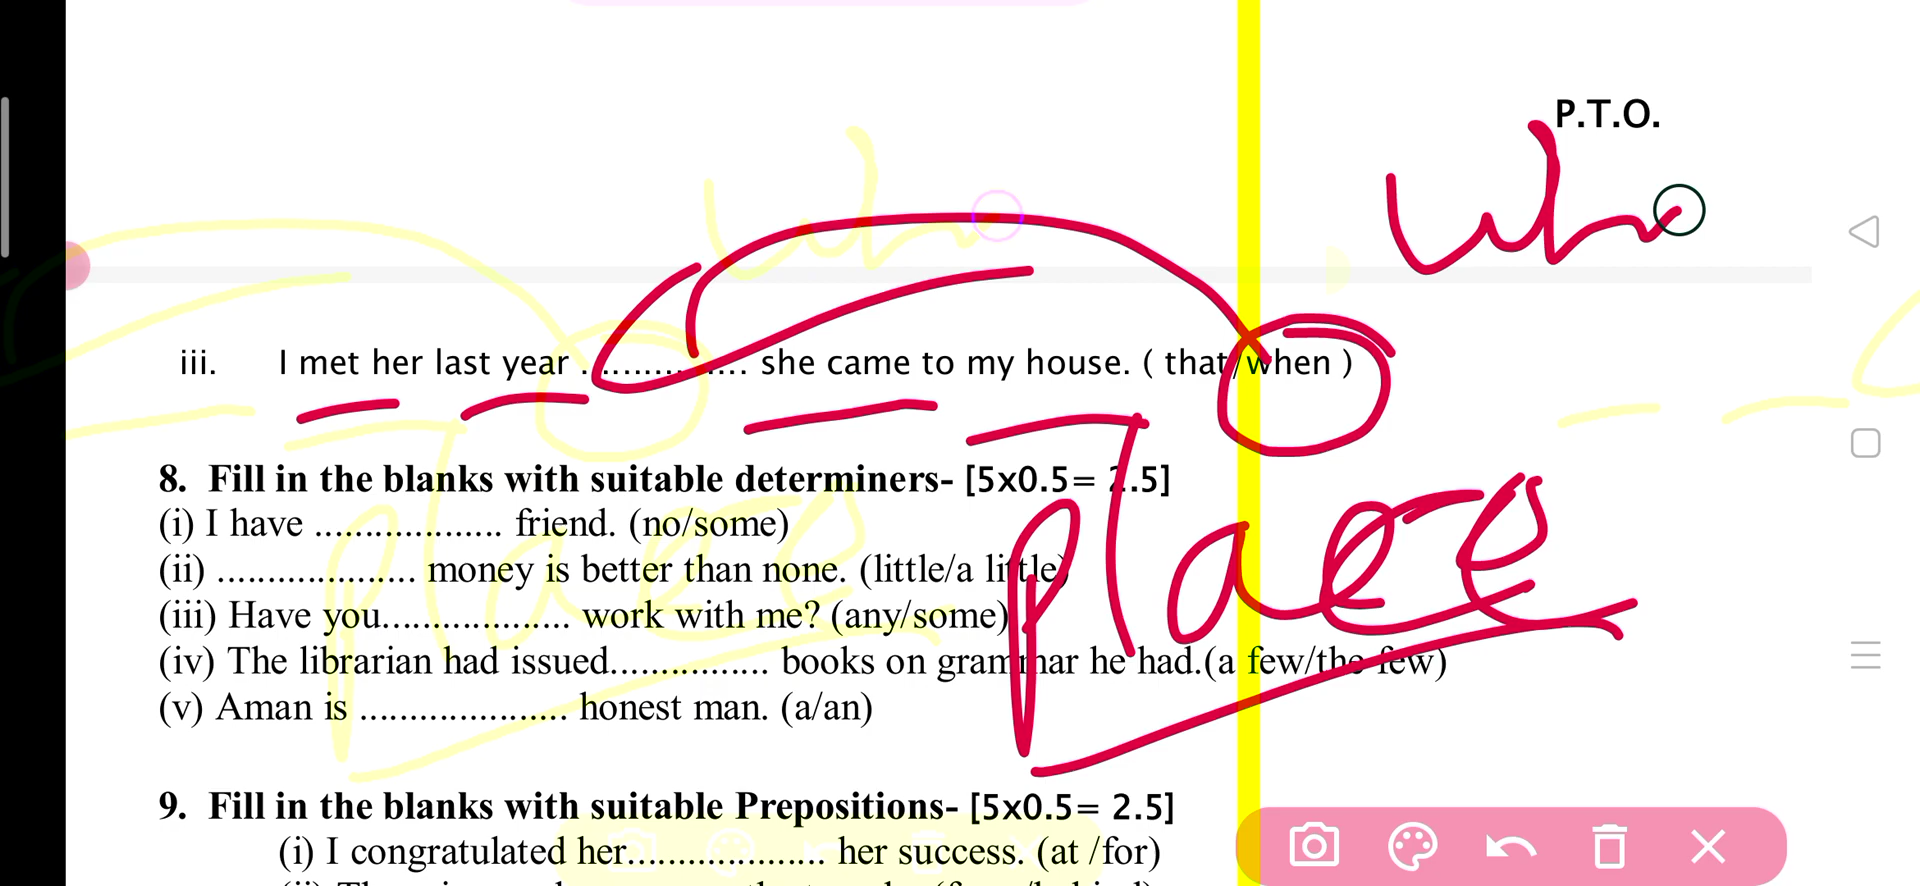 P.T.O.
who
iii. I met her last year ................ she came to my house. ( that/when )
8. Fill in the blanks with suitable determiners- [5x0.5= 2.5]
(i) I have ................... friend. (no/some)
(ii) .................... money is better than none. (little/a little)
(iii) Have you................... work with me? (any/some)
(iv) The librarian had issued................ books on grammar he had.(a few/the few)
(v) Aman is ..................... honest man. (a/an)
place
9. Fill in the blanks with suitable Prepositions- [5x0.5= 2.5]
(i) I congratulated her.................... her success. (at /for)